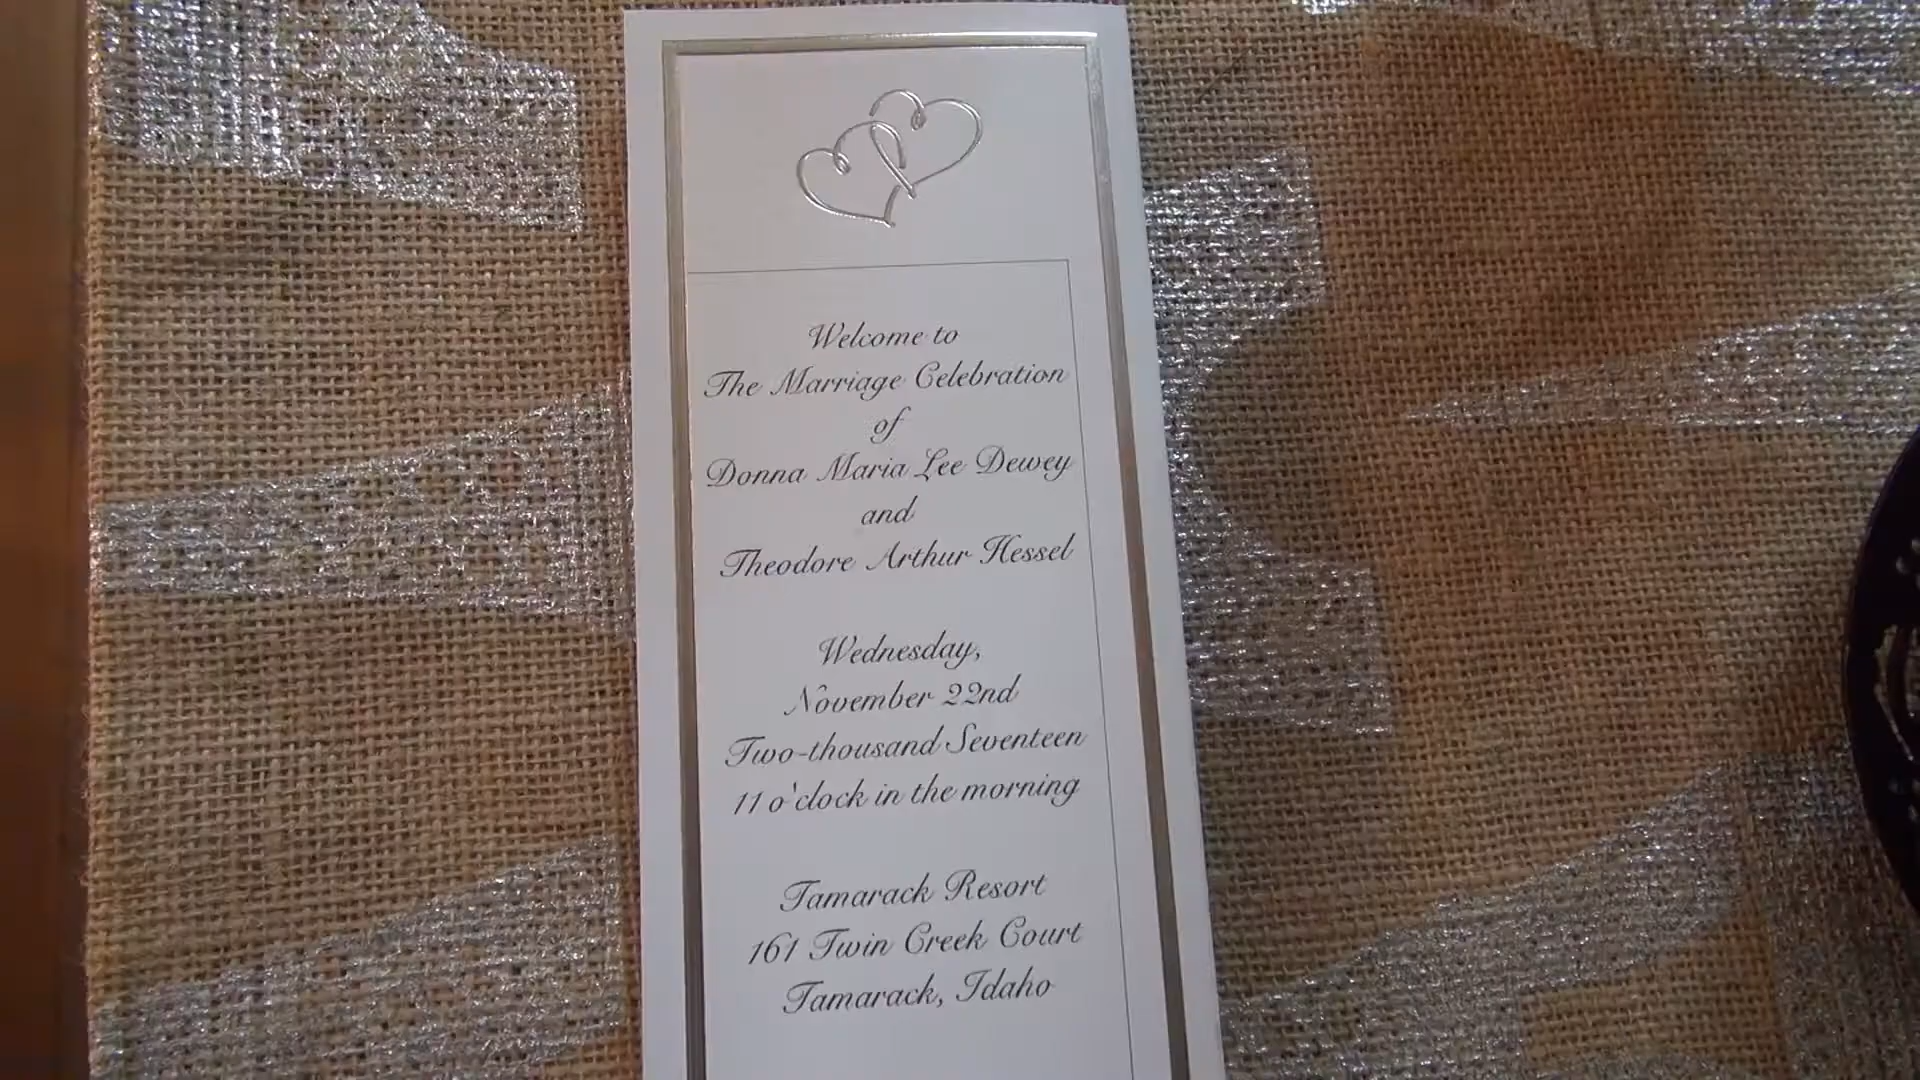 Welcome to
The Marriage Celebration
of
Donna Maria Lee Dewey
and
Theodore Arthur Hessel
Wednesday,
November 22nd
Two-thousand Seventeen
11 o'clock in the morning
Tamarack Resort
161 Twin Creek Court
Tamarack, Idaho